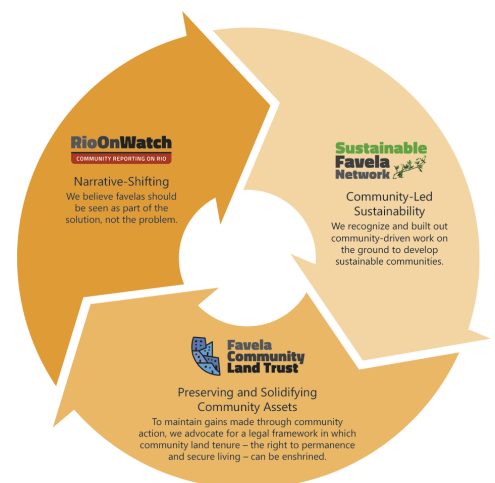 RioOnWatch
COMMUNITY REPORTING ON RIO
Narrative-Shifting
We believe favelas should
be seen as part of the
solution, not the problem.
Sustainable
Favela
Network
Community-Led
Sustainability
We recognize and built out
community-driven work on
the ground to develop
sustainable communities.
Favela
Community
Land Trust
Preserving and Solidifying
Community Assets
To maintain gains made through community
action, we advocate for a legal framework in which
community land tenure – the right to permanence
and secure living – can be enshrined.